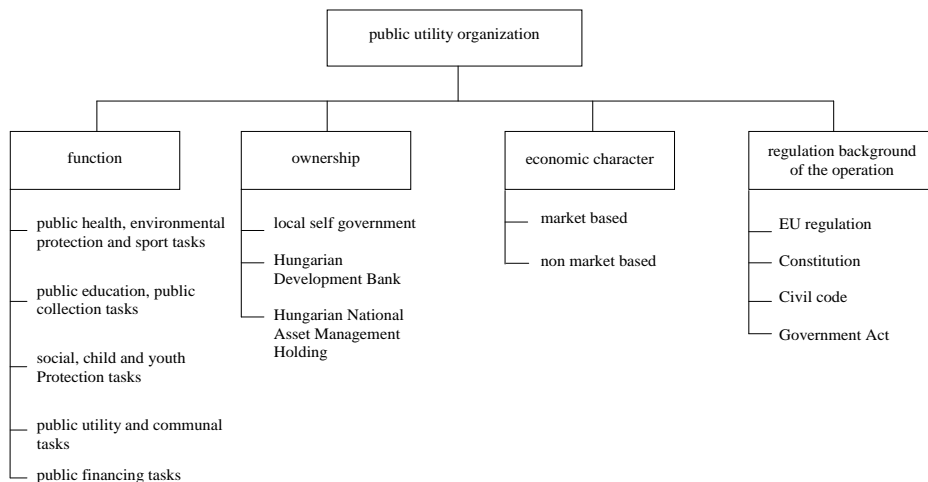 public utility organization
function
public health, environmental
protection and sport tasks
public education, public
collection tasks
social, child and youth
Protection tasks
public utility and communal
tasks
public financing tasks
ownership
local self government
Hungarian
Development Bank
Hungarian National
Asset Management
Holding
economic character
market based
non market based
regulation background
of the operation
EU regulation
Constitution
Civil code
Government Act